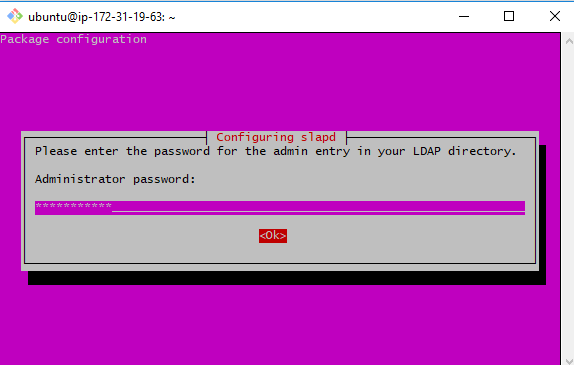 ubuntu@ip-172-31-19-63: ~
Package configuration
Configuring slapd
Please enter the password for the admin entry in your LDAP directory.
Administrator password:
***********______________________________________________________________
<Ok>